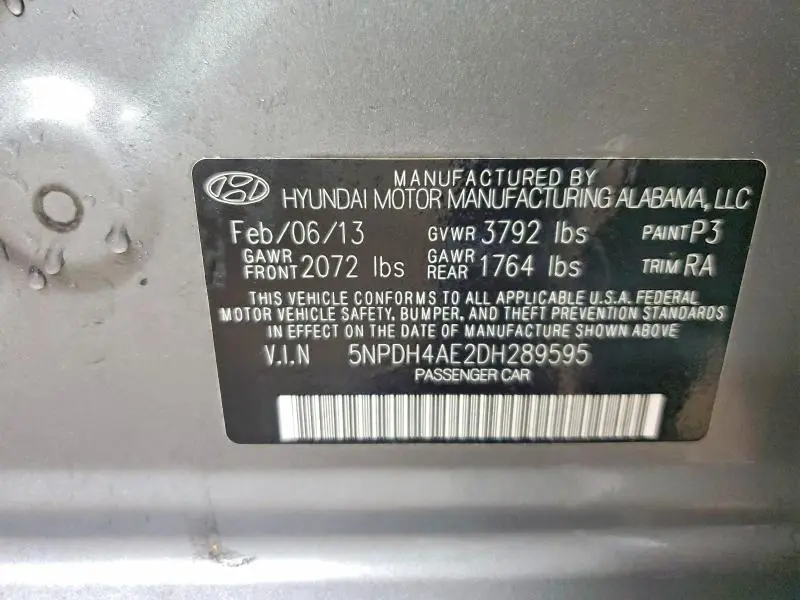 MANUFACTURED BY
HYUNDAI MOTOR MANUFACTURING ALABAMA, LLC
Feb/06/13 GVWR 3792 lbs PAINT P3
GAWR FRONT 2072 lbs GAWR REAR 1764 lbs TRIM RA
THIS VEHICLE CONFORMS TO ALL APPLICABLE U.S.A. FEDERAL
MOTOR VEHICLE SAFETY, BUMPER, AND THEFT PREVENTION STANDARDS
IN EFFECT ON THE DATE OF MANUFACTURE SHOWN ABOVE
V.I.N 5NPDH4AE2DH289595
PASSENGER CAR